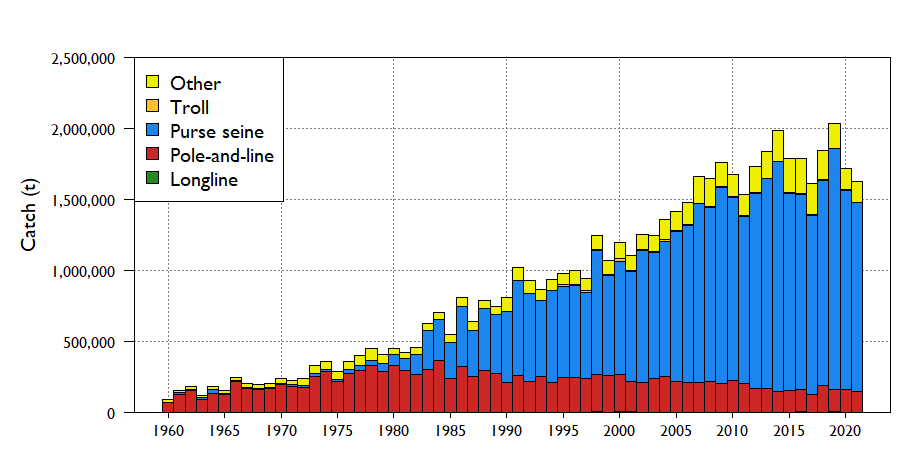 2,500,000
2,000,000
1,500,000
1,000,000
500,000
0
Catch (t)
Other
Troll
Purse seine
Pole-and-line
Longline
1960 1965 1970 1975 1980 1985 1990 1995 2000 2005 2010 2015 2020